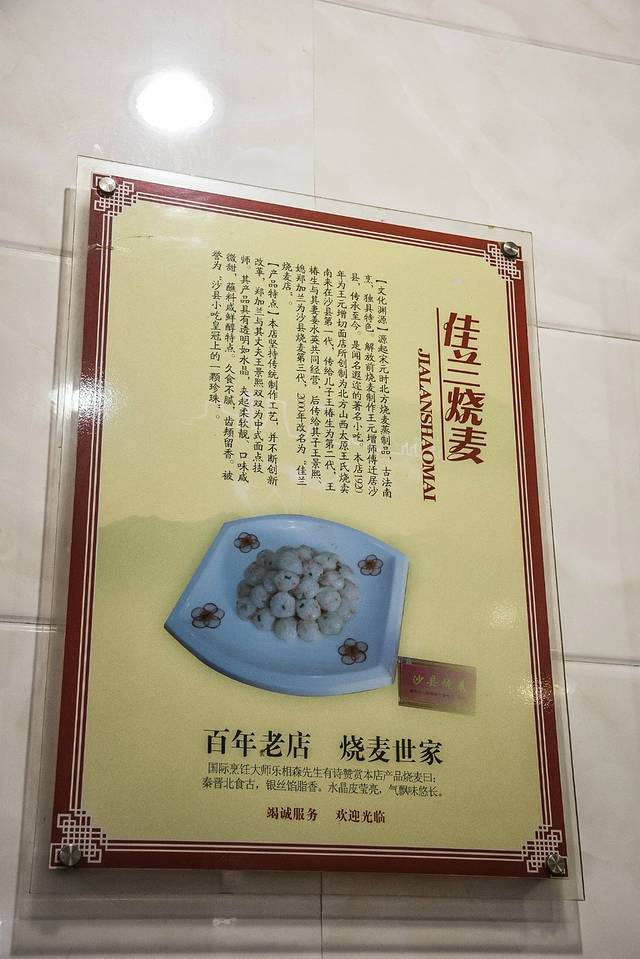 佳兰烧麦
JIALANSHAOMAI
【文化渊源】源起宋元时北方烧麦蒸制品，古法南
烹，独具特色，解放前烧麦制作王元增师傅迁居沙
县，传承至今。是闻名遐迩的著名小吃。本店1920
年为王元增切面店所创制为北方山西太原王氏烧卖
南来在沙县第一代，传给儿子王椿生为第二代，王
椿生与其妻姜水英共同经营，后传给其子王景熙、
媳郑加兰为沙县烧麦第三代，2000年改名为“佳兰
烧麦店”。
【产品特点】本店坚持传统制作工艺，并不断创新
改革，郑加兰与其丈夫王景熙双双为中式面点技
师。其产品具有透明如水晶，夹起柔软靓、口味咸
微甜，蘸料咸鲜醇特点。久食不腻，齿颊留香。被
誉为：“沙县小吃皇冠上的一颗珍珠”。
沙县烧麦
百年老店 烧麦世家
国际烹饪大师乐相森先生有诗赞赏本店产品烧麦曰：
秦晋北食古，银丝馅脂香。水晶皮莹亮，气飘味悠长。
竭诚服务 欢迎光临